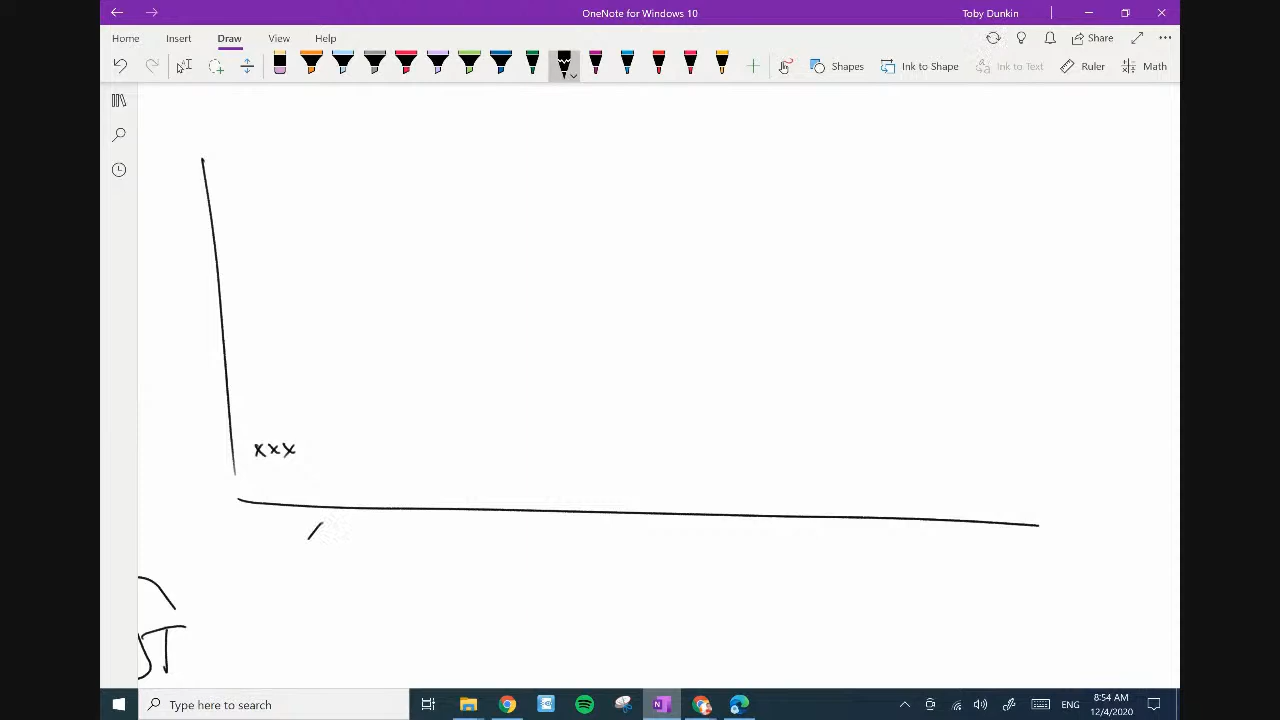 OneNote for Windows 10
Toby Dunkin
Home Insert Draw View Help
Share
Shapes Ink to Shape Ink to Text Ruler Math
xxx
ST
Type here to search
ENG
8:54 AM
12/4/2020